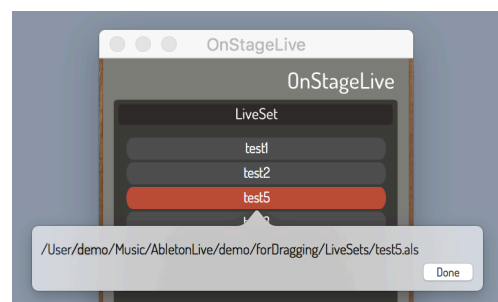 OnStageLive
OnStageLive
LiveSet
test1
test2
test5
/User/demo/Music/AbletonLive/demo/forDragging/LiveSets/test5.als
Done